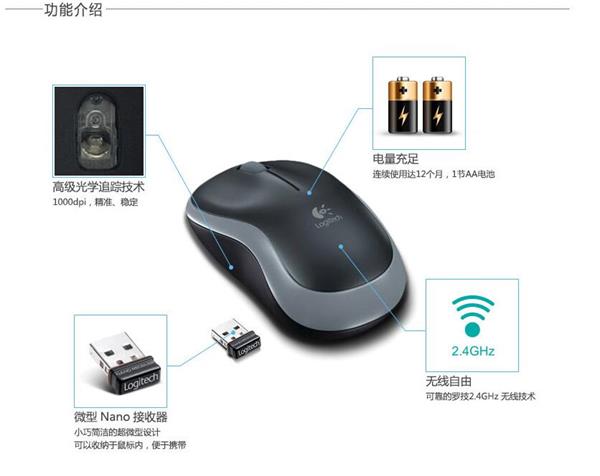 功能介绍
电量充足
连续使用达12个月，1节AA电池
高级光学追踪技术
1000dpi，精准、稳定
Logitech
2.4GHz
无线自由
可靠的罗技2.4GHz 无线技术
Logitech
Logitech
微型 Nano 接收器
小巧简洁的超微型设计
可以收纳于鼠标内，便于携带